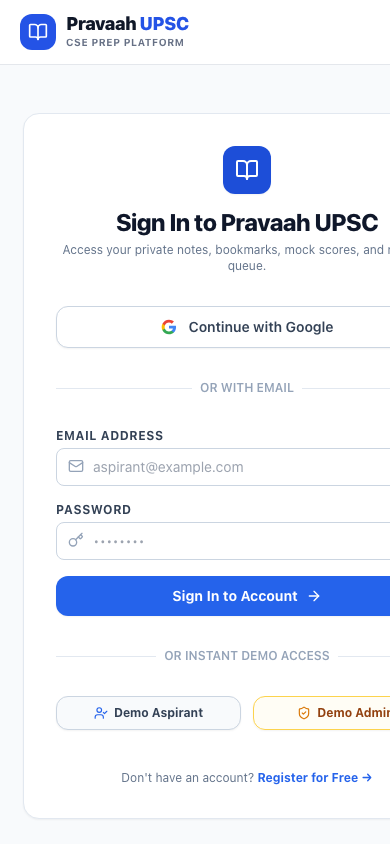 Pravaah UPSC
CSE PREP PLATFORM
Sign In to Pravaah UPSC
Access your private notes, bookmarks, mock scores, and
queue.
Continue with Google
OR WITH EMAIL
EMAIL ADDRESS
aspirant@example.com
PASSWORD
••••••••
Sign In to Account →
OR INSTANT DEMO ACCESS
Demo Aspirant
Demo Admin
Don't have an account? Register for Free →